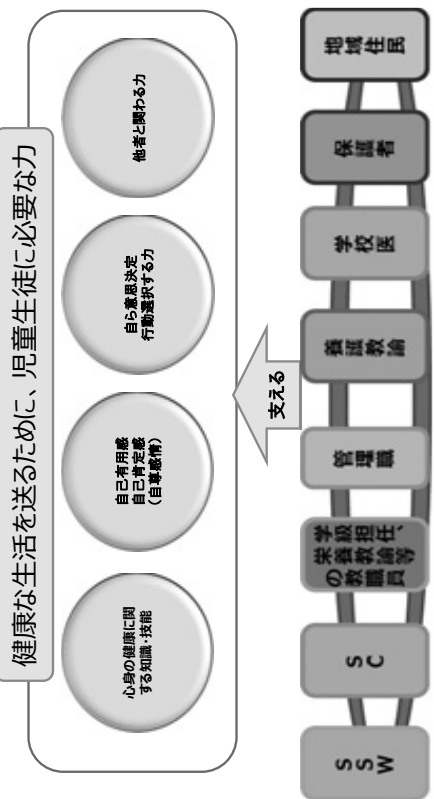 健康な生活を送るために、児童生徒に必要な力
心身の健康に関
する知識・技能
自己有用感
自己肯定感
（自尊感情）
自ら意思決定
行動選択する力
他者と関わる力
支える
SSW
SC
学級担任、
栄養教諭等
の教職員
管理職
養護教諭
学校医
保護者
地域住民